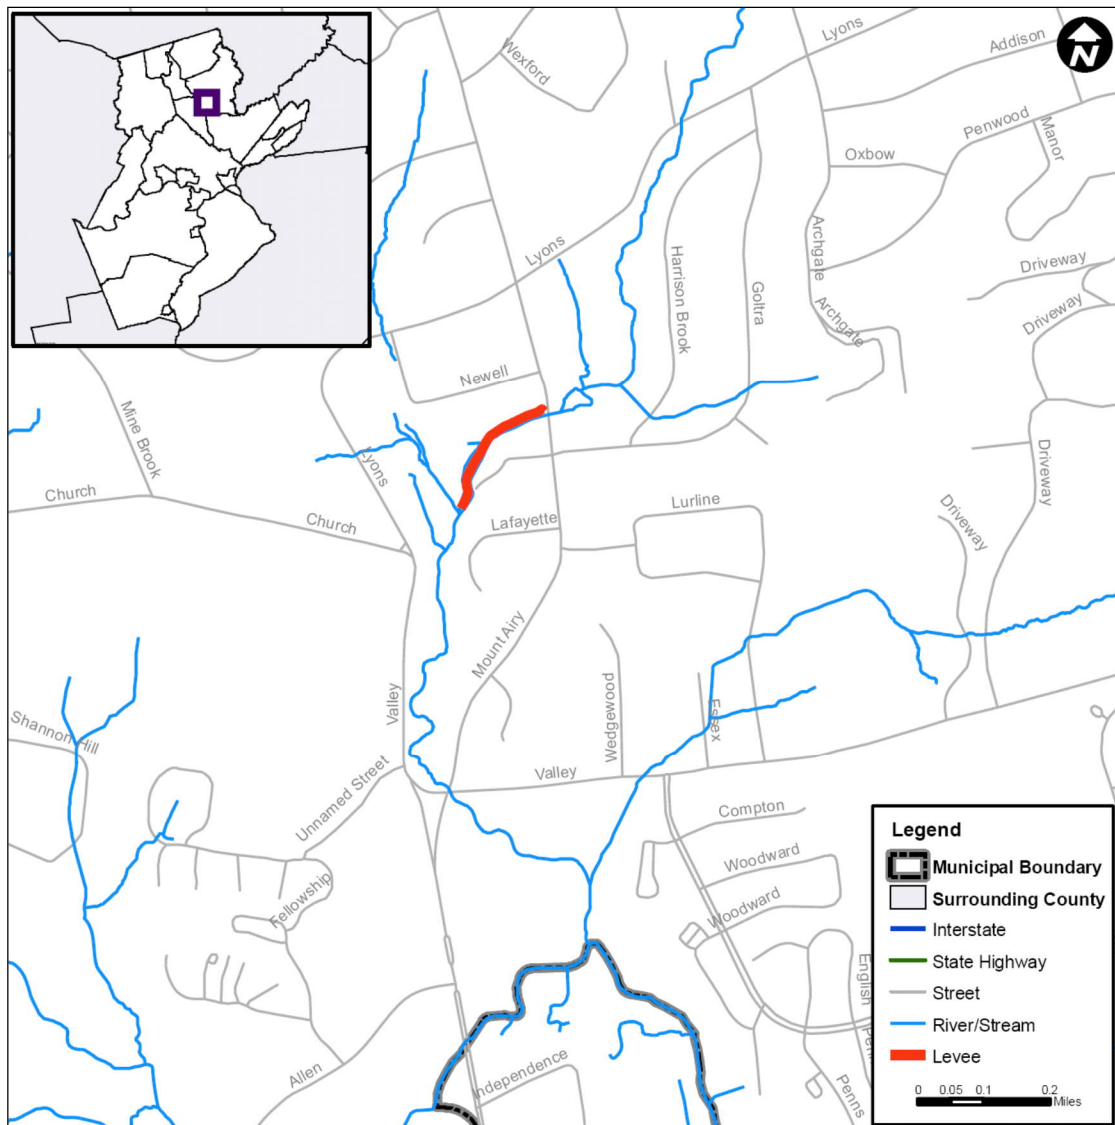 Wexford
Lyons
Addison
N
Penwood
Manor
Oxbow
Lyons
Harrison Brook
Archgate
Goltra
Driveway
Driveway
Archgate
Newell
Mine Brook
Lyons
Driveway
Church
Church
Lafayette
Lurline
Driveway
Mount Airy
Valley
Wedgewood
Essex
Shannon Hill
Unnamed Street
Valley
Compton
Woodward
Fellowship
Woodward
English
Allen
Independence
Penns
Legend
Municipal Boundary
Surrounding County
Interstate
State Highway
Street
River/Stream
Levee
0 0.05 0.1 0.2
Miles